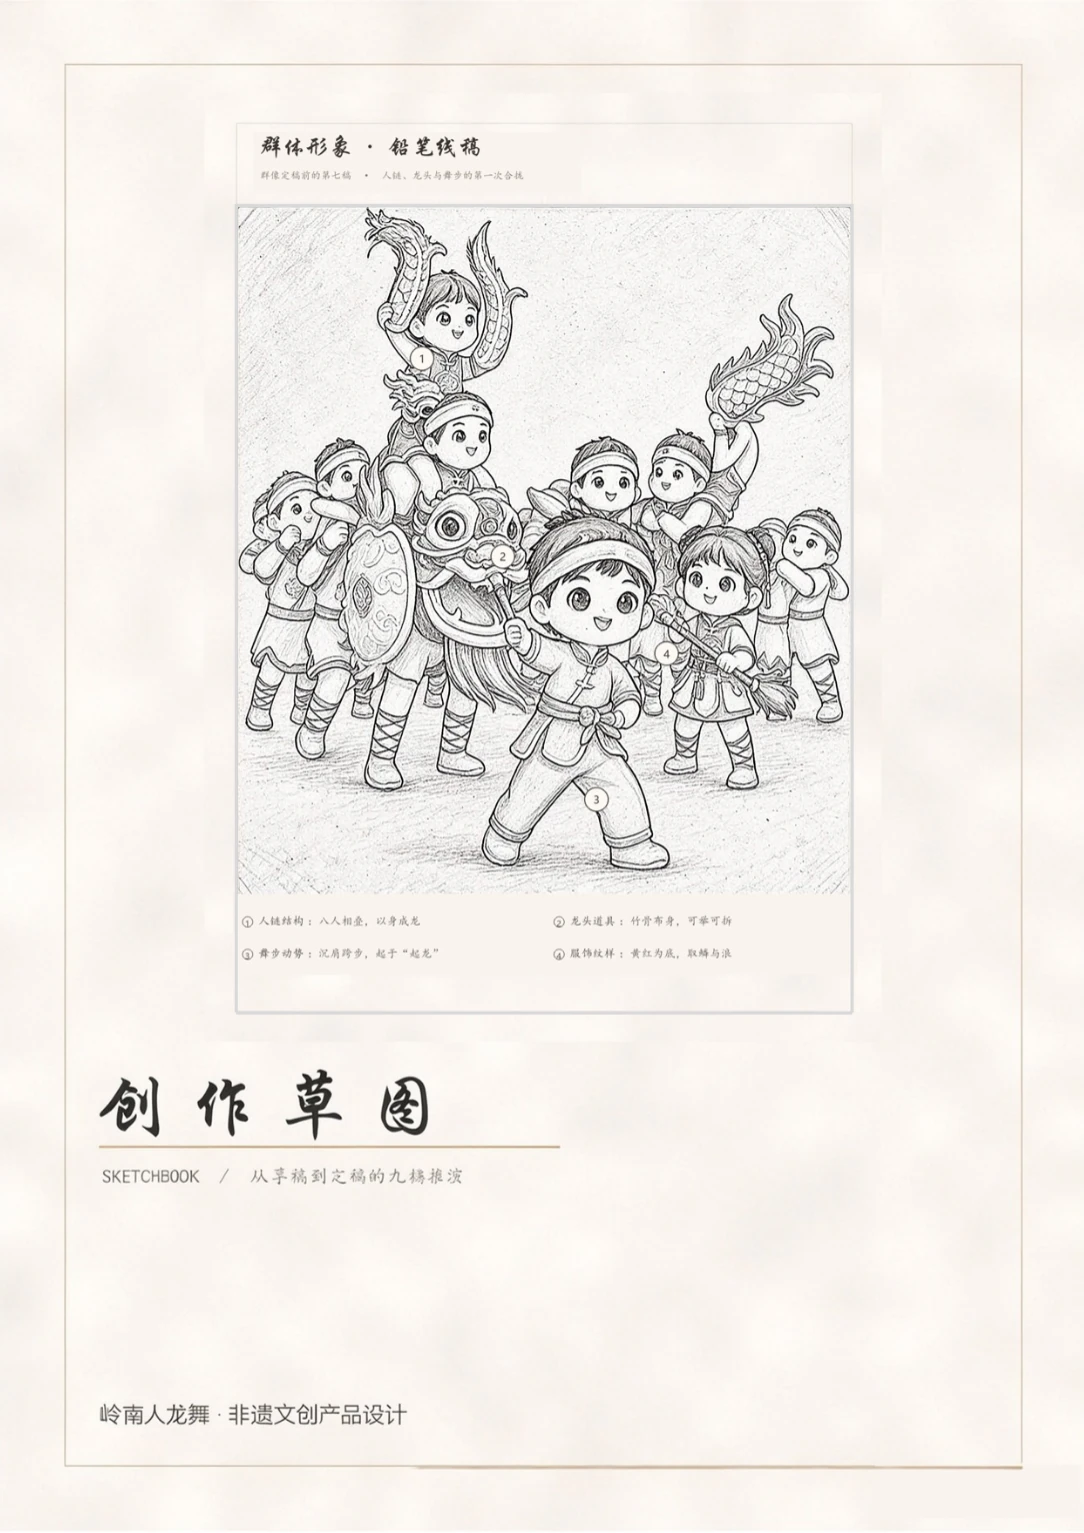 群体形象 · 铅笔线稿
群像定稿前的第七稿 · 人链、龙头与舞步的第一次合拢
1
2
4
3
① 人链结构：八人相叠，以身成龙
② 龙头道具：竹骨布身，可举可拆
③ 舞步动势：沉肩跨步，起于“起龙”
④ 服饰纹样：黄红为底，取鳞与浪
创作草图
SKETCHBOOK / 从草稿到定稿的九稿推演
岭南人龙舞·非遗文创产品设计